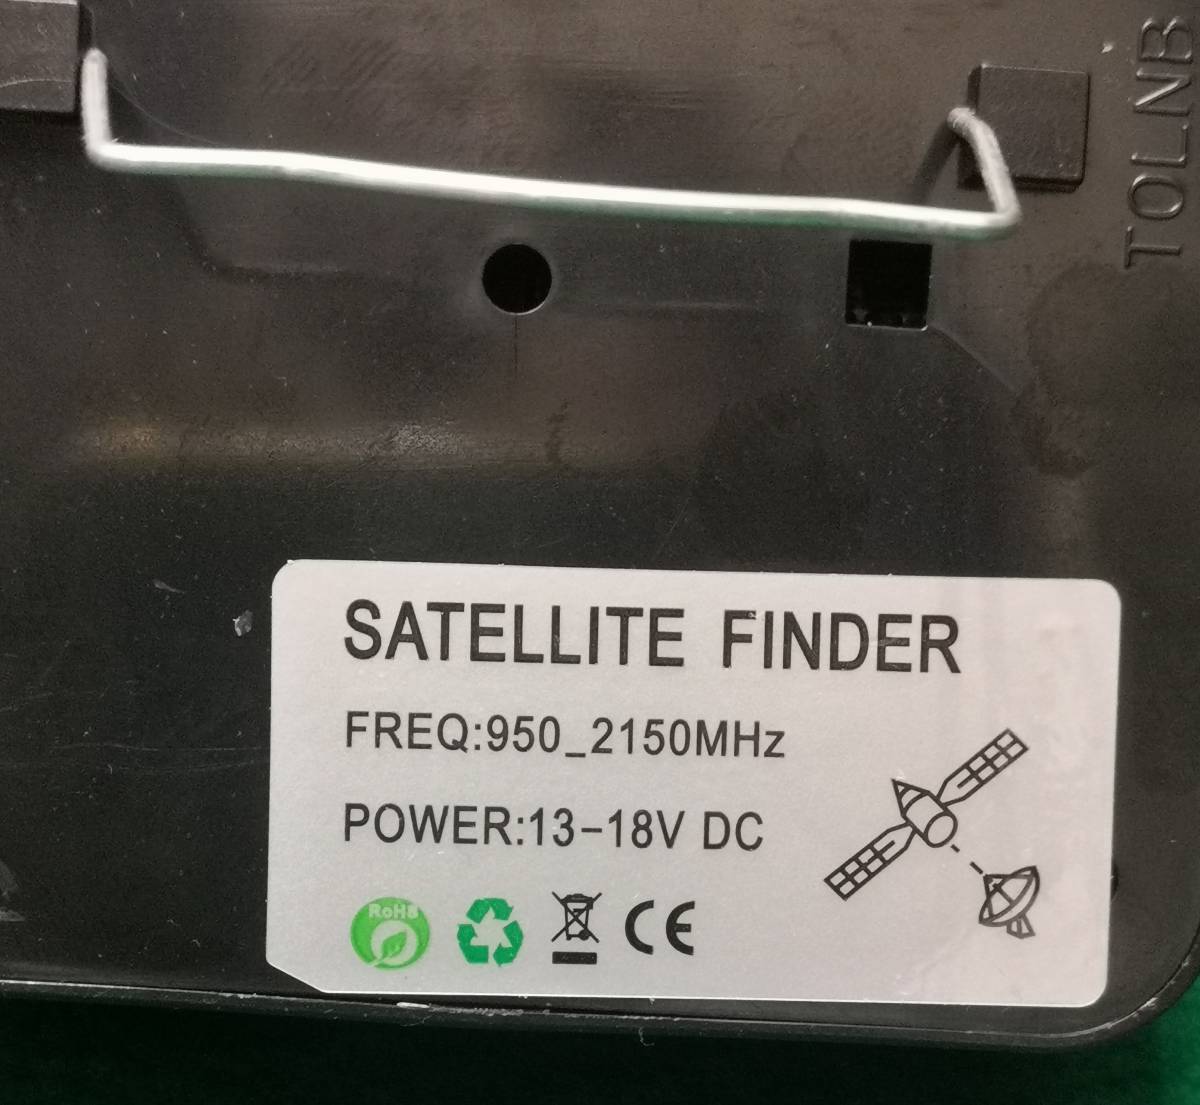 TOLNB
SATELLITE FINDER
FREQ:950_2150MHz
POWER:13-18V DC
RoHS
CE